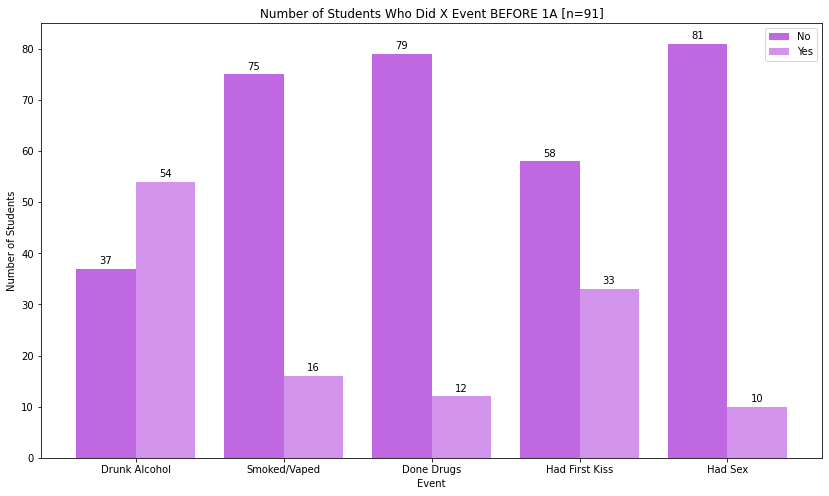 Number of Students Who Did X Event BEFORE 1A [n=91]
No
Yes
Number of Students
80
70
60
50
40
30
20
10
0
37
54
75
16
79
12
58
33
81
10
Drunk Alcohol
Smoked/Vaped
Done Drugs
Had First Kiss
Had Sex
Event